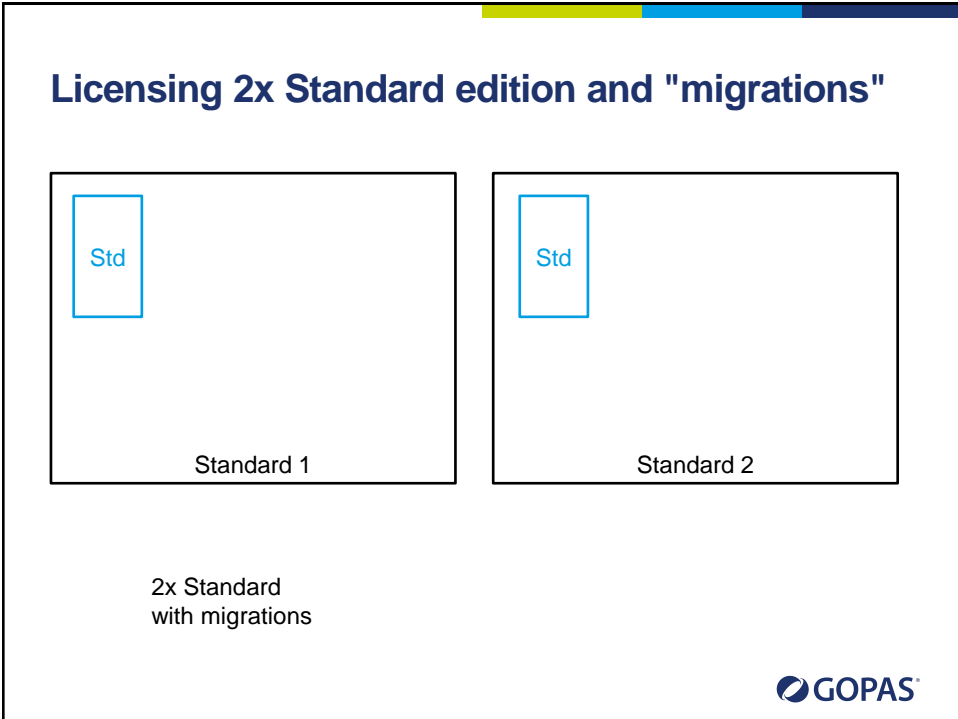 Licensing 2x Standard edition and "migrations"
Std
Std
Standard 1
Standard 2
2x Standard
with migrations
GOPAS